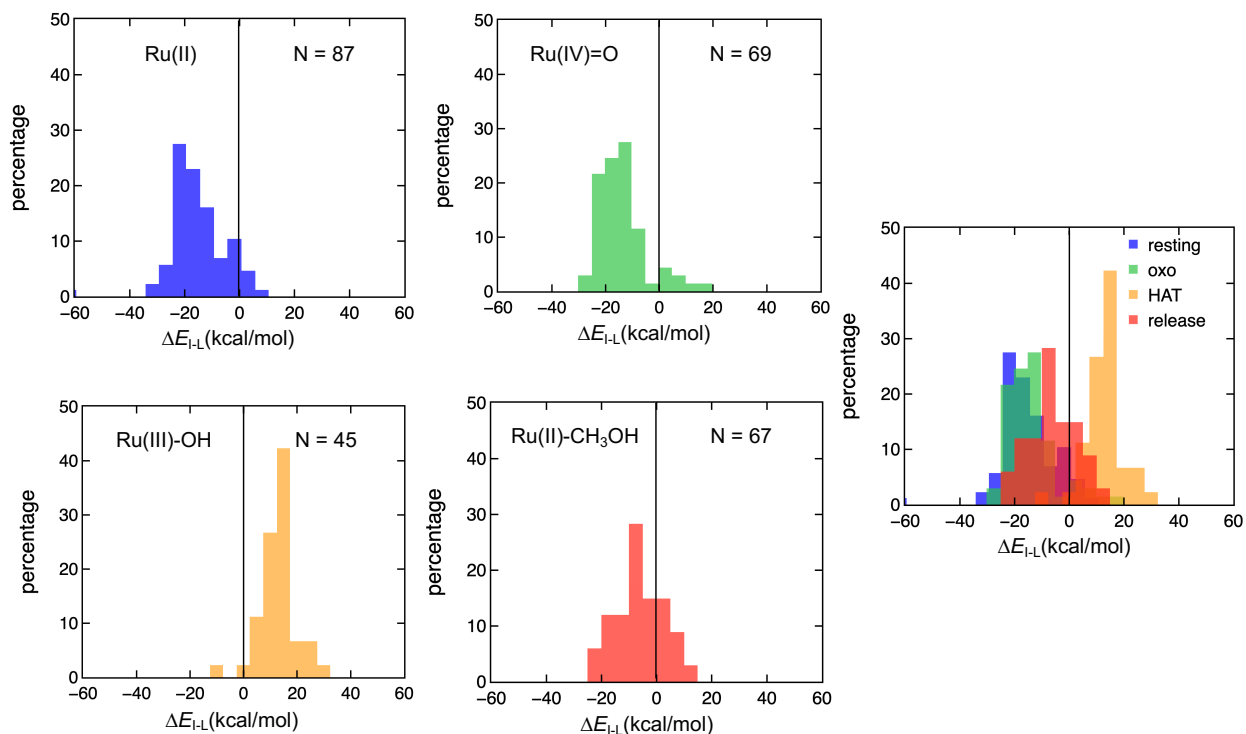 50
40
30
20
10
0
percentage
Ru(II)
N = 87
−60 −40 −20 0 20 40 60
ΔE_I-L(kcal/mol)
50
40
30
20
10
0
percentage
Ru(IV)=O
N = 69
−60 −40 −20 0 20 40 60
ΔE_I-L(kcal/mol)
50
40
30
20
10
0
percentage
Ru(III)-OH
N = 45
−60 −40 −20 0 20 40 60
ΔE_I-L(kcal/mol)
50
40
30
20
10
0
percentage
Ru(II)-CH₃OH
N = 67
−60 −40 −20 0 20 40 60
ΔE_I-L(kcal/mol)
50
40
30
20
10
0
percentage
resting
oxo
HAT
release
−60 −40 −20 0 20 40 60
ΔE_I-L(kcal/mol)